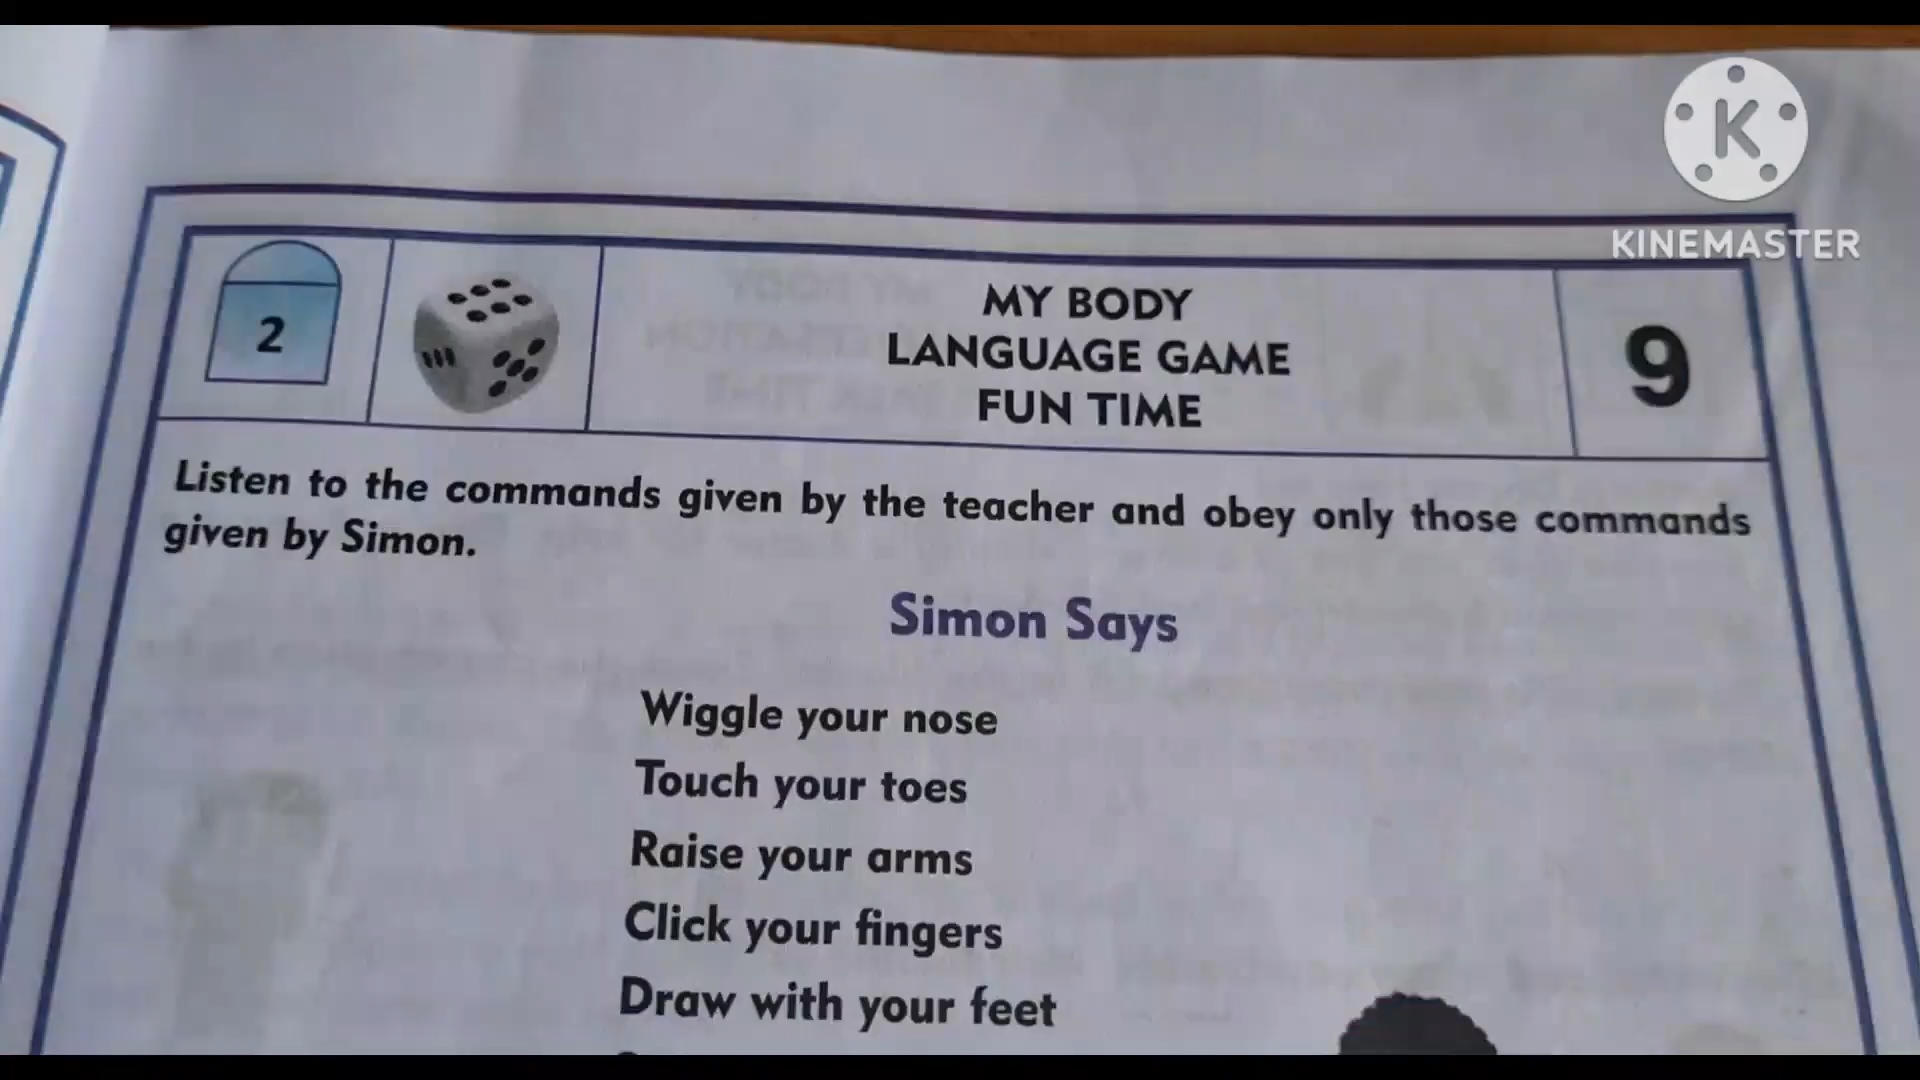 K
KINEMASTER
2
MY BODY
LANGUAGE GAME
FUN TIME
9
Listen to the commands given by the teacher and obey only those commands
given by Simon.
Simon Says
Wiggle your nose
Touch your toes
Raise your arms
Click your fingers
Draw with your feet